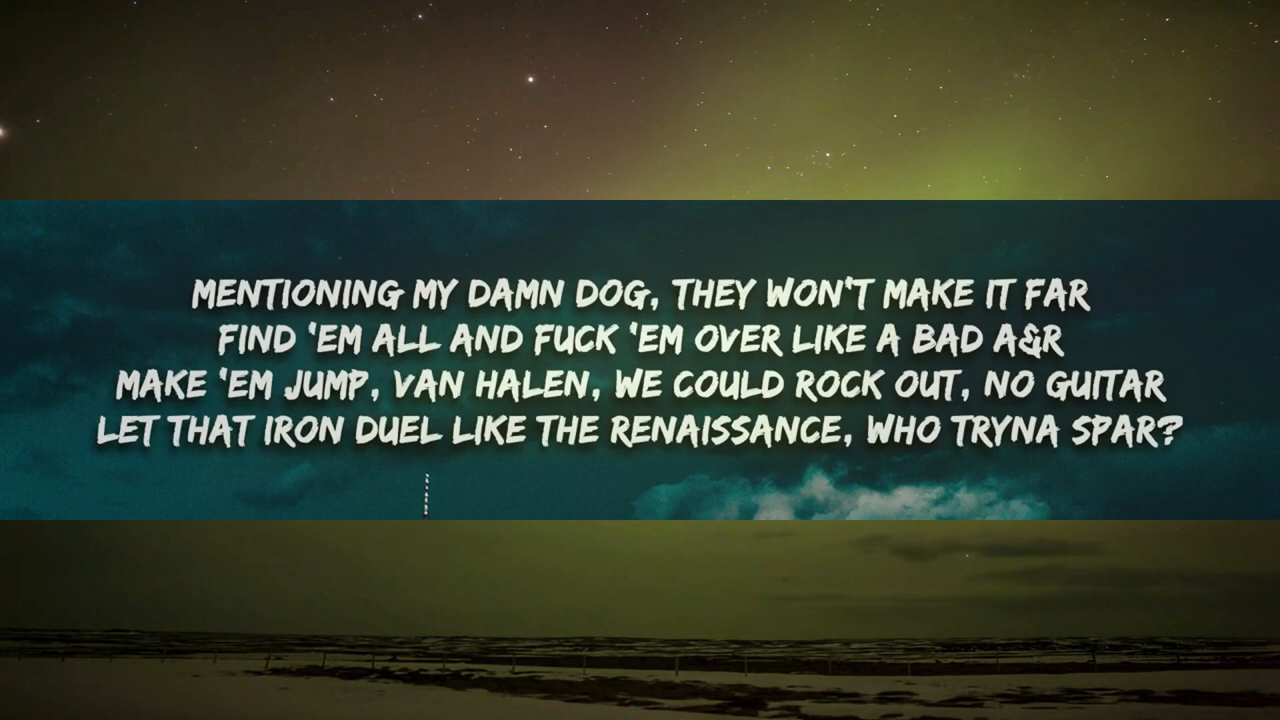 MENTIONING MY DAMN DOG, THEY WON'T MAKE IT FAR
FIND 'EM ALL AND FUCK 'EM OVER LIKE A BAD A&R
MAKE 'EM JUMP, VAN HALEN, WE COULD ROCK OUT, NO GUITAR
LET THAT IRON DUEL LIKE THE RENAISSANCE, WHO TRYNA SPAR?